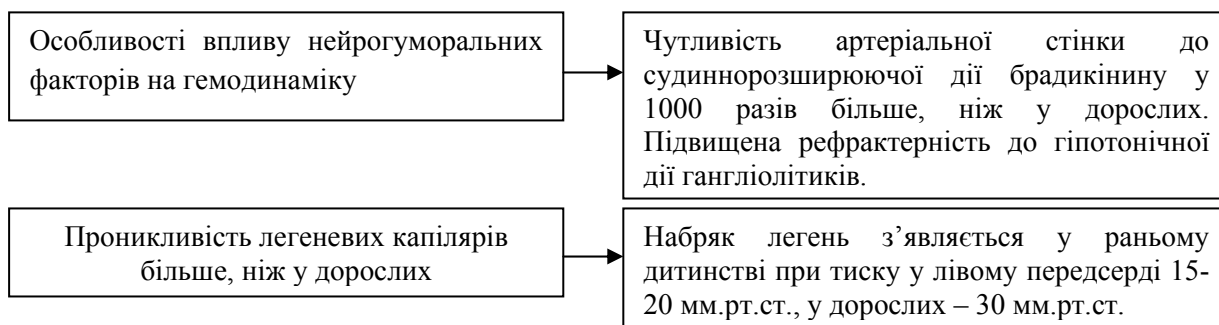 Особливості впливу нейрогуморальних
факторів на гемодинаміку
Чутливість артеріальної стінки до
судиннорозширюючої дії брадикініну у
1000 разів більше, ніж у дорослих.
Підвищена рефрактерність до гіпотонічної
дії гангліолітиків.
Проникливість легеневих капілярів
більше, ніж у дорослих
Набряк легень з’являється у раньому
дитинстві при тиску у лівому передсерді 15-
20 мм.рт.ст., у дорослих – 30 мм.рт.ст.